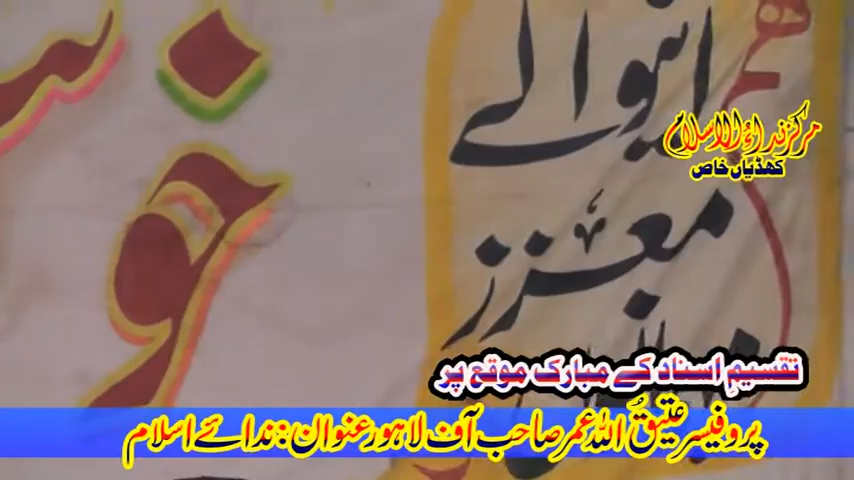 انیوالے
معزز
مرکز نداءُ الاسلام
کھڈیاں خاص
تقسیمِ اسناد کے مبارک موقع پر
پروفیسر عتیقُ اللہ عمر صاحب آف لاہور عنوان : ندائے اسلام